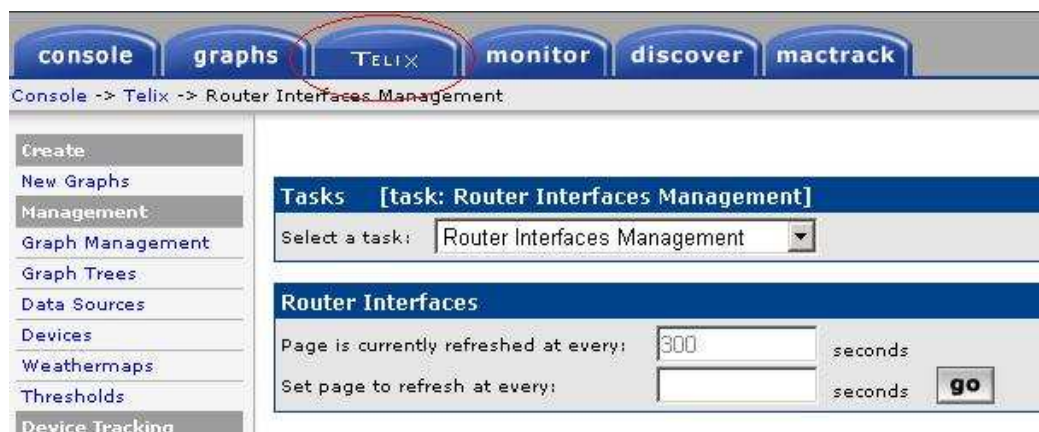 console graphs TELIX monitor discover mactrack
Console -> Telix -> Router Interfaces Management
Create
New Graphs
Management
Graph Management
Graph Trees
Data Sources
Devices
Weathermaps
Thresholds
Device Tracking
Tasks [task: Router Interfaces Management]
Select a task: Router Interfaces Management
Router Interfaces
Page is currently refreshed at every: 300 seconds
Set page to refresh at every: seconds go